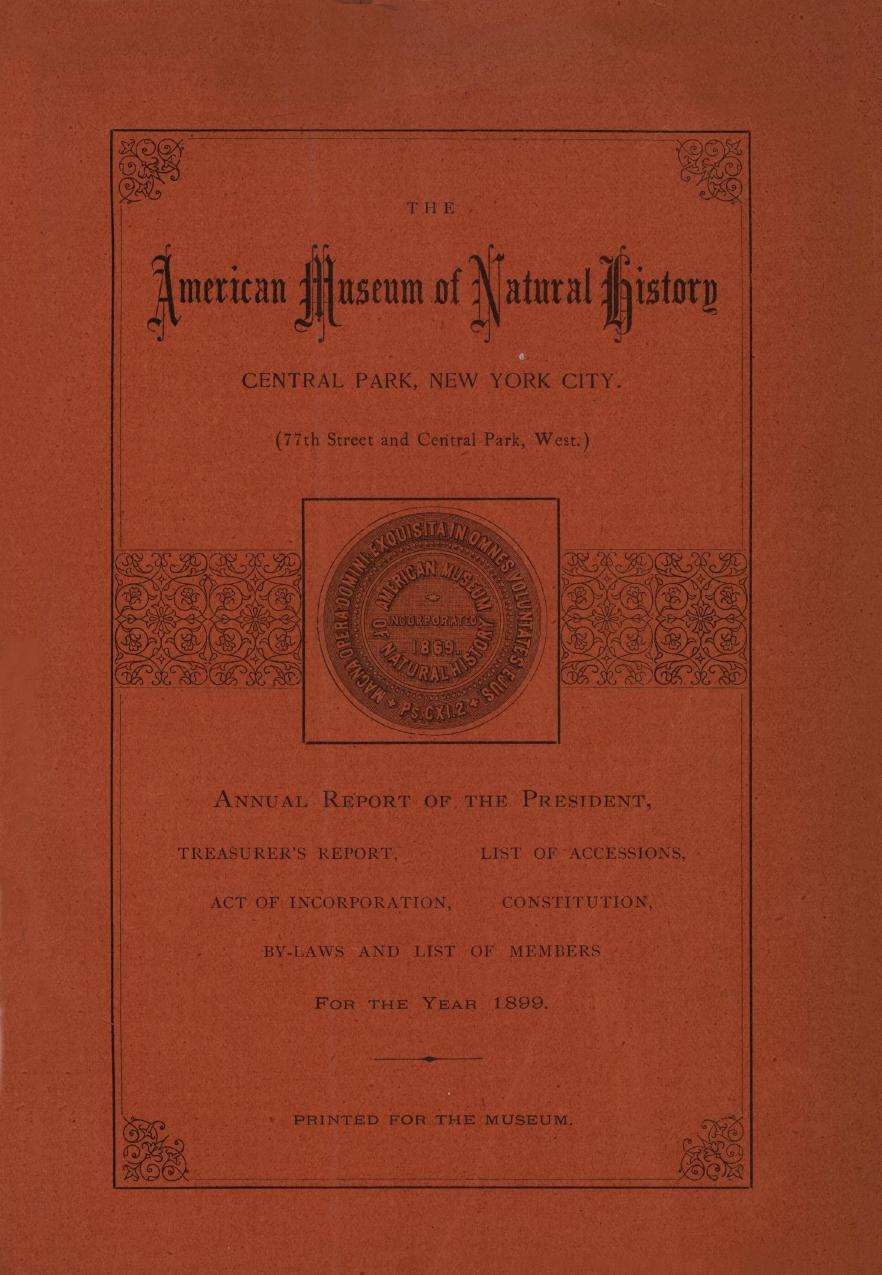 THE
American Museum of Natural History
CENTRAL PARK, NEW YORK CITY.
(77th Street and Central Park, West.)
MAGNA OPERA DOMINI EXQUISITA IN OMNES VOLUNTATES EJUS
AMERICAN MUSEUM
INCORPORATED
1869.
OF NATURAL HISTORY
Ps. CXI.2
ANNUAL REPORT OF THE PRESIDENT,
TREASURER'S REPORT, LIST OF ACCESSIONS,
ACT OF INCORPORATION, CONSTITUTION,
BY-LAWS AND LIST OF MEMBERS
FOR THE YEAR 1899.
PRINTED FOR THE MUSEUM.